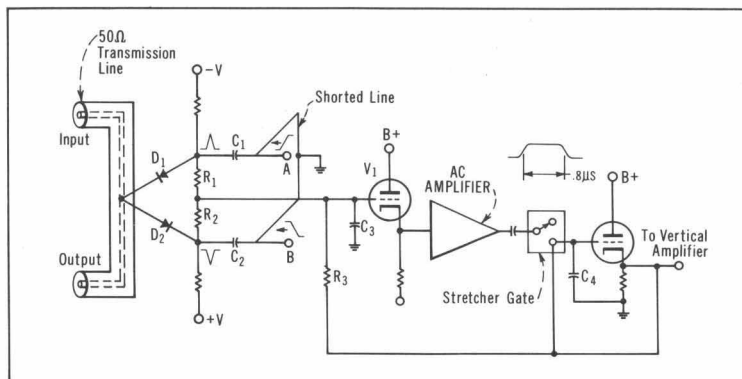 50Ω
Transmission
Line
Input
Output
-V
+V
D1
D2
R1
R2
C1
C2
A
B
Shorted Line
V1
B+
C3
R3
AC
AMPLIFIER
.8μS
Stretcher Gate
C4
B+
To Vertical
Amplifier